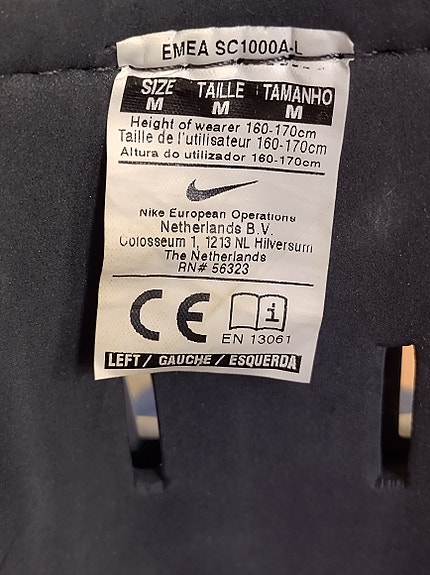 EMEA SC1000A-L
SIZE TAILLE TAMANHO
M M M
Height of wearer 160-170cm
Taille de l'utilisateur 160-170cm
Altura do utilizador 160-170cm
Nike European Operations
Netherlands B.V.
Colosseum 1, 1213 NL Hilversum
The Netherlands
RN# 56323
CE i
EN 13061
LEFT / GAUCHE / ESQUERDA